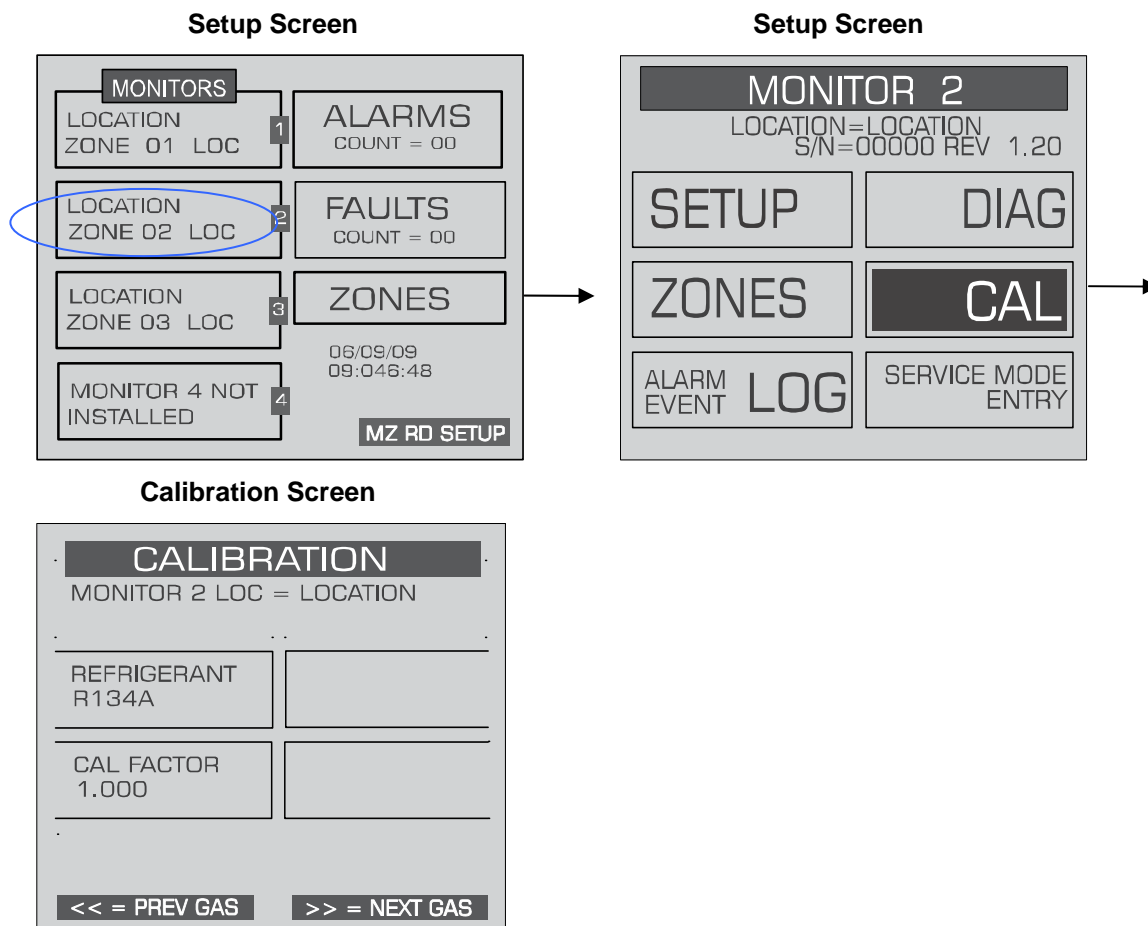 Setup Screen
MONITORS
LOCATION
ZONE 01 LOC
1
ALARMS
COUNT = 00
LOCATION
ZONE 02 LOC
2
FAULTS
COUNT = 00
LOCATION
ZONE 03 LOC
3
ZONES
06/09/09
09:046:48
MONITOR 4 NOT
INSTALLED
4
MZ RD SETUP
Setup Screen
MONITOR 2
LOCATION=LOCATION
S/N=00000 REV 1.20
SETUP
DIAG
ZONES
CAL
ALARM
EVENT LOG
SERVICE MODE
ENTRY
Calibration Screen
CALIBRATION
MONITOR 2 LOC = LOCATION
REFRIGERANT
R134A
CAL FACTOR
1.000
<< = PREV GAS
>> = NEXT GAS